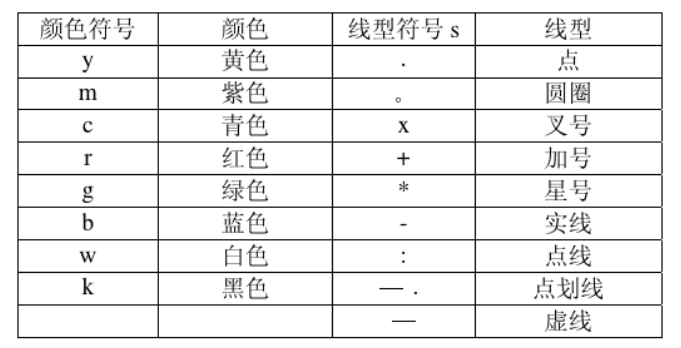 颜色符号 颜色 线型符号 s 线型
y 黄色 . 点
m 紫色 。 圆圈
c 青色 x 叉号
r 红色 + 加号
g 绿色 * 星号
b 蓝色 - 实线
w 白色 : 点线
k 黑色 — . 点划线
— 虚线